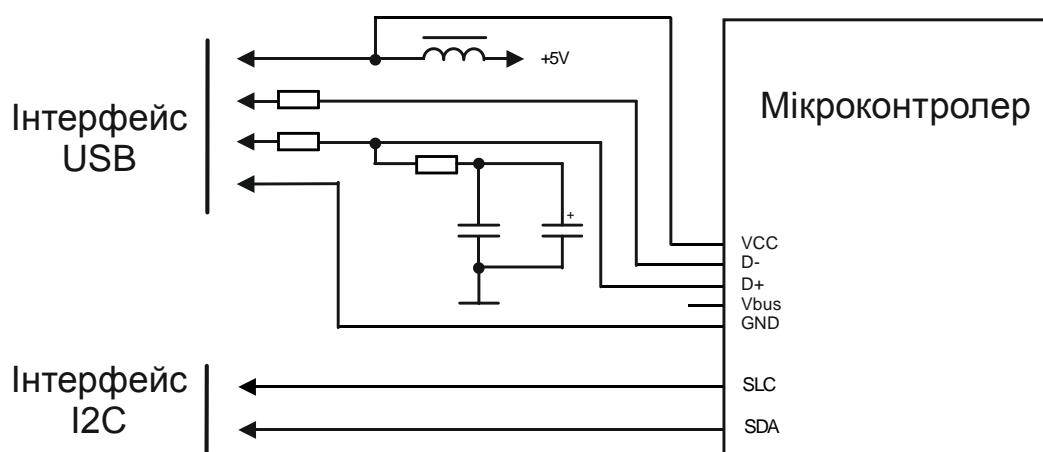 Інтерфейс
USB
+5V
+
Мікроконтролер
VCC
D-
D+
Vbus
GND
Інтерфейс
I2C
SLC
SDA